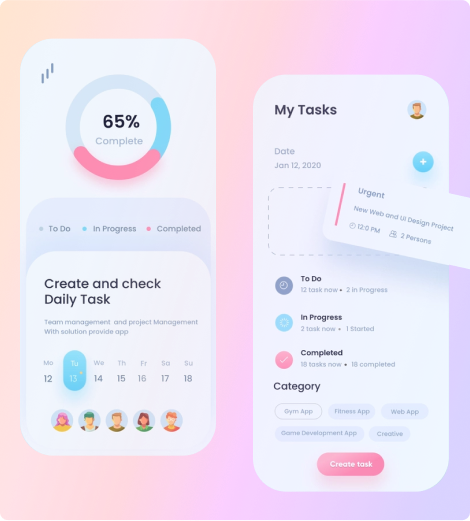 65%
Complete
To Do
In Progress
Completed
Create and check
Daily Task
Team management and project Management
With solution provide app
Mo Tu We Th Fr Sa Su
12 13 14 15 16 17 18
My Tasks
Date
Jan 12, 2020
+
Urgent
New Web and UI Design Project
12:0 PM
2 Persons
To Do
12 task now • 2 in Progress
In Progress
2 task now • 1 Started
Completed
18 tasks now • 18 completed
Category
Gym App
Fitness App
Web App
Game Development App
Creative
Create task